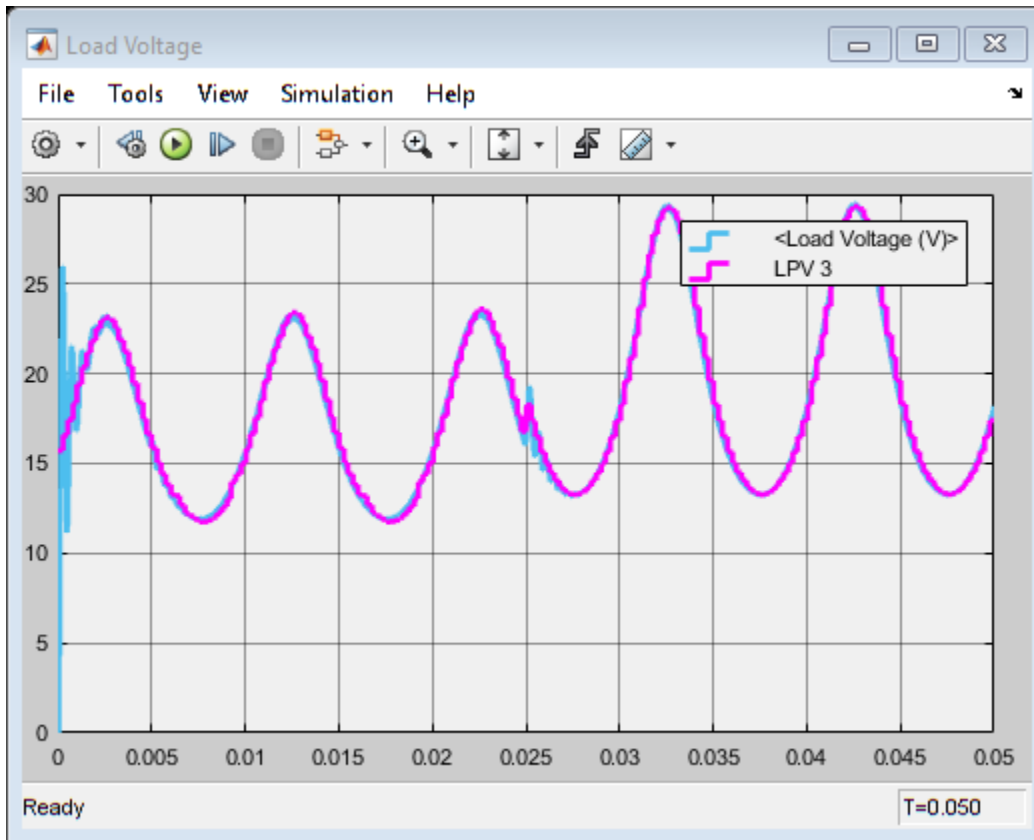 Load Voltage
File Tools View Simulation Help
30
25
20
15
10
5
0
<Load Voltage (V)>
LPV 3
0 0.005 0.01 0.015 0.02 0.025 0.03 0.035 0.04 0.045 0.05
Ready T=0.050